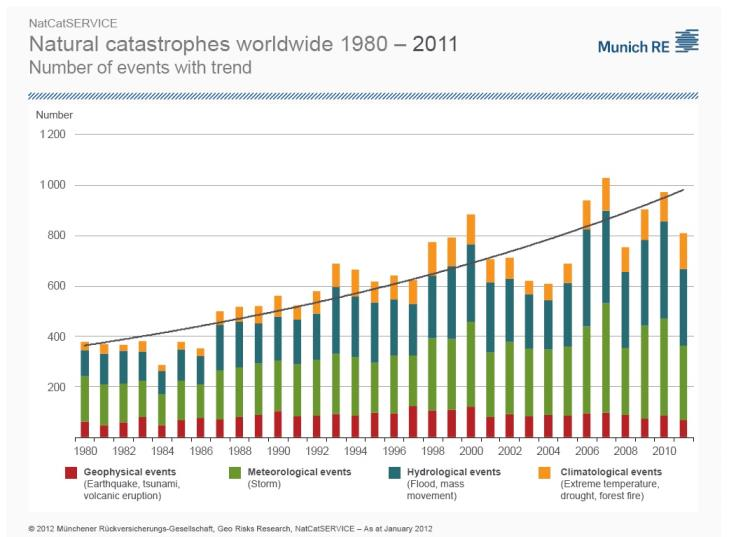 NatCatSERVICE
Natural catastrophes worldwide 1980 – 2011
Number of events with trend
Munich RE
Number
1 200
1 000
800
600
400
200
1980 1982 1984 1986 1988 1990 1992 1994 1996 1998 2000 2002 2004 2006 2008 2010
Geophysical events
(Earthquake, tsunami,
volcanic eruption)
Meteorological events
(Storm)
Hydrological events
(Flood, mass
movement)
Climatological events
(Extreme temperature,
drought, forest fire)
© 2012 Münchener Rückversicherungs-Gesellschaft, Geo Risks Research, NatCatSERVICE – As at January 2012